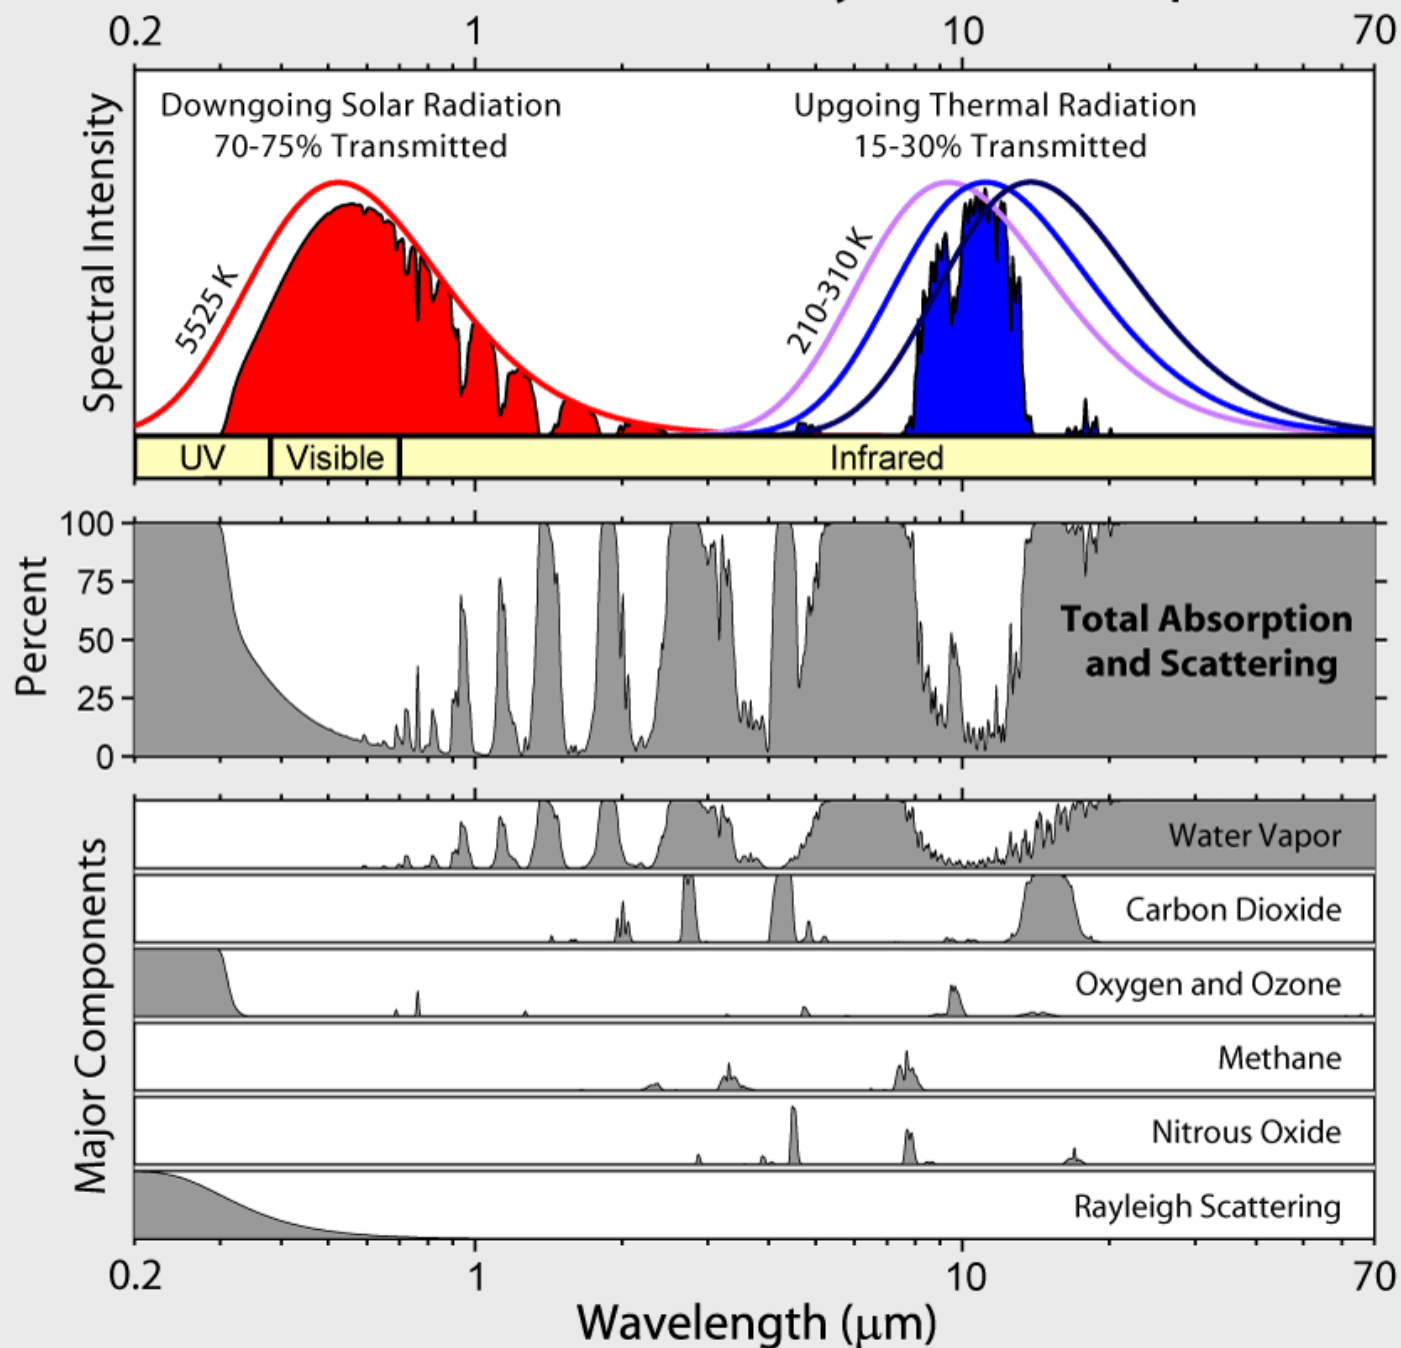 0.2 1 10 70
Spectral Intensity
Downgoing Solar Radiation
70-75% Transmitted
Upgoing Thermal Radiation
15-30% Transmitted
5525 K
210-310 K
UV Visible Infrared
Percent
100
75
50
25
0
Total Absorption
and Scattering
Major Components
Water Vapor
Carbon Dioxide
Oxygen and Ozone
Methane
Nitrous Oxide
Rayleigh Scattering
0.2 1 10 70
Wavelength (μm)